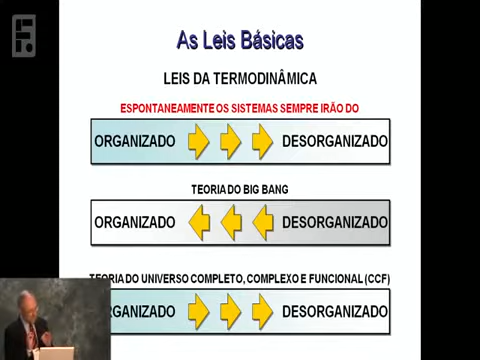 As Leis Básicas
LEIS DA TERMODINÂMICA
ESPONTANEAMENTE OS SISTEMAS SEMPRE IRÃO DO
ORGANIZADO DESORGANIZADO
TEORIA DO BIG BANG
ORGANIZADO DESORGANIZADO
TEORIA DO UNIVERSO COMPLETO, COMPLEXO E FUNCIONAL (CCF)
RGANIZADO DESORGANIZADO